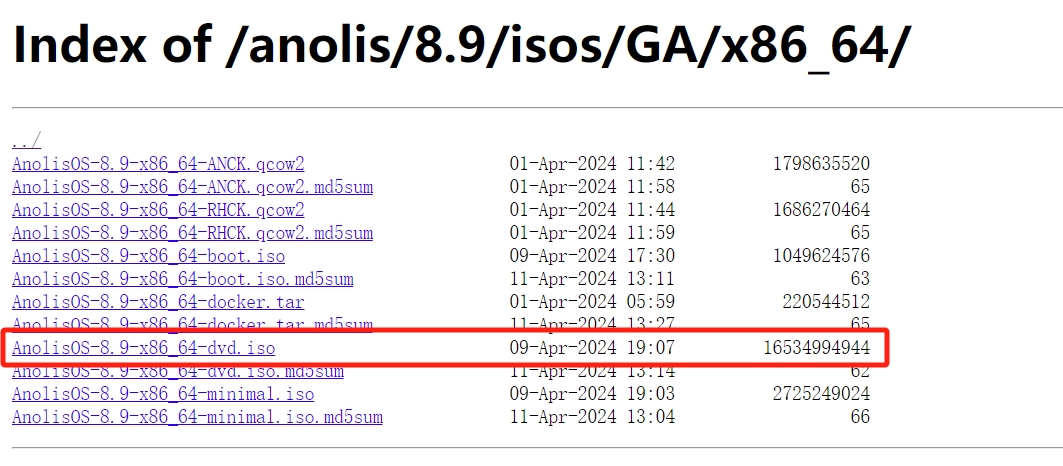 Index of /anolis/8.9/isos/GA/x86_64/
../
AnolisOS-8.9-x86_64-ANCK.qcow2 01-Apr-2024 11:42 1798635520
AnolisOS-8.9-x86_64-ANCK.qcow2.md5sum 01-Apr-2024 11:58 65
AnolisOS-8.9-x86_64-RHCK.qcow2 01-Apr-2024 11:44 1686270464
AnolisOS-8.9-x86_64-RHCK.qcow2.md5sum 01-Apr-2024 11:59 65
AnolisOS-8.9-x86_64-boot.iso 09-Apr-2024 17:30 1049624576
AnolisOS-8.9-x86_64-boot.iso.md5sum 11-Apr-2024 13:11 63
AnolisOS-8.9-x86_64-docker.tar 01-Apr-2024 05:59 220544512
AnolisOS-8.9-x86_64-docker.tar.md5sum 11-Apr-2024 13:27 65
AnolisOS-8.9-x86_64-dvd.iso 09-Apr-2024 19:07 16534994944
AnolisOS-8.9-x86_64-dvd.iso.md5sum 11-Apr-2024 13:14 62
AnolisOS-8.9-x86_64-minimal.iso 09-Apr-2024 19:03 2725249024
AnolisOS-8.9-x86_64-minimal.iso.md5sum 11-Apr-2024 13:04 66